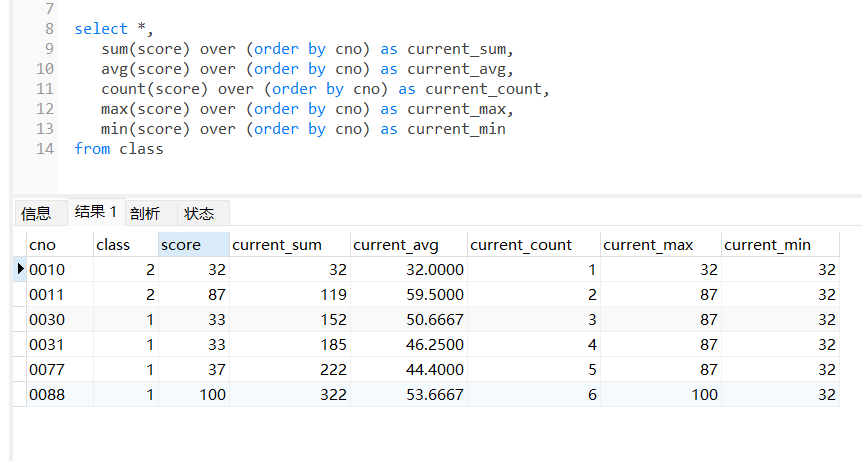 7
8 select *,
9 sum(score) over (order by cno) as current_sum,
10 avg(score) over (order by cno) as current_avg,
11 count(score) over (order by cno) as current_count,
12 max(score) over (order by cno) as current_max,
13 min(score) over (order by cno) as current_min
14 from class
信息 结果 1 剖析 状态
cno class score current_sum current_avg current_count current_max current_min
0010 2 32 32 32.0000 1 32 32
0011 2 87 119 59.5000 2 87 32
0030 1 33 152 50.6667 3 87 32
0031 1 33 185 46.2500 4 87 32
0077 1 37 222 44.4000 5 87 32
0088 1 100 322 53.6667 6 100 32